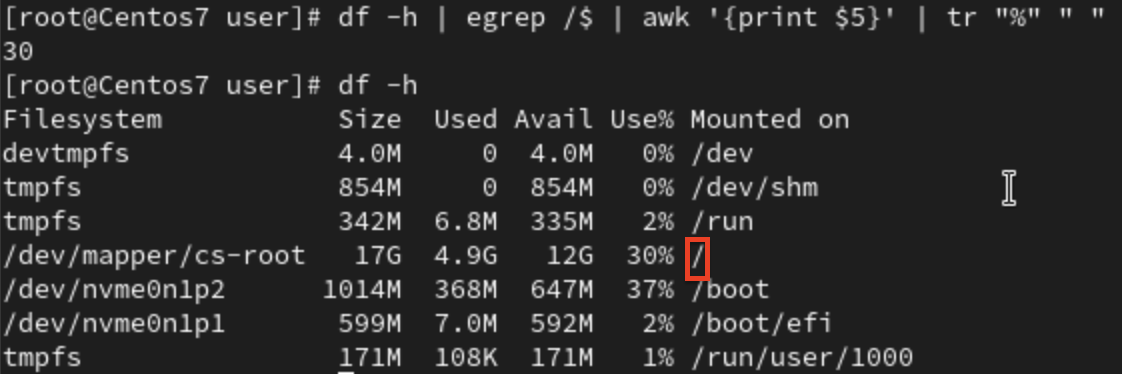 [root@Centos7 user]# df -h | egrep /$ | awk '{print $5}' | tr "%" " "
30
[root@Centos7 user]# df -h
Filesystem           Size  Used Avail Use% Mounted on
devtmpfs             4.0M     0  4.0M   0% /dev
tmpfs                854M     0  854M   0% /dev/shm
tmpfs                342M  6.8M  335M   2% /run
/dev/mapper/cs-root   17G  4.9G   12G  30% /
/dev/nvme0n1p2      1014M  368M  647M  37% /boot
/dev/nvme0n1p1       599M  7.0M  592M   2% /boot/efi
tmpfs                171M  108K  171M   1% /run/user/1000